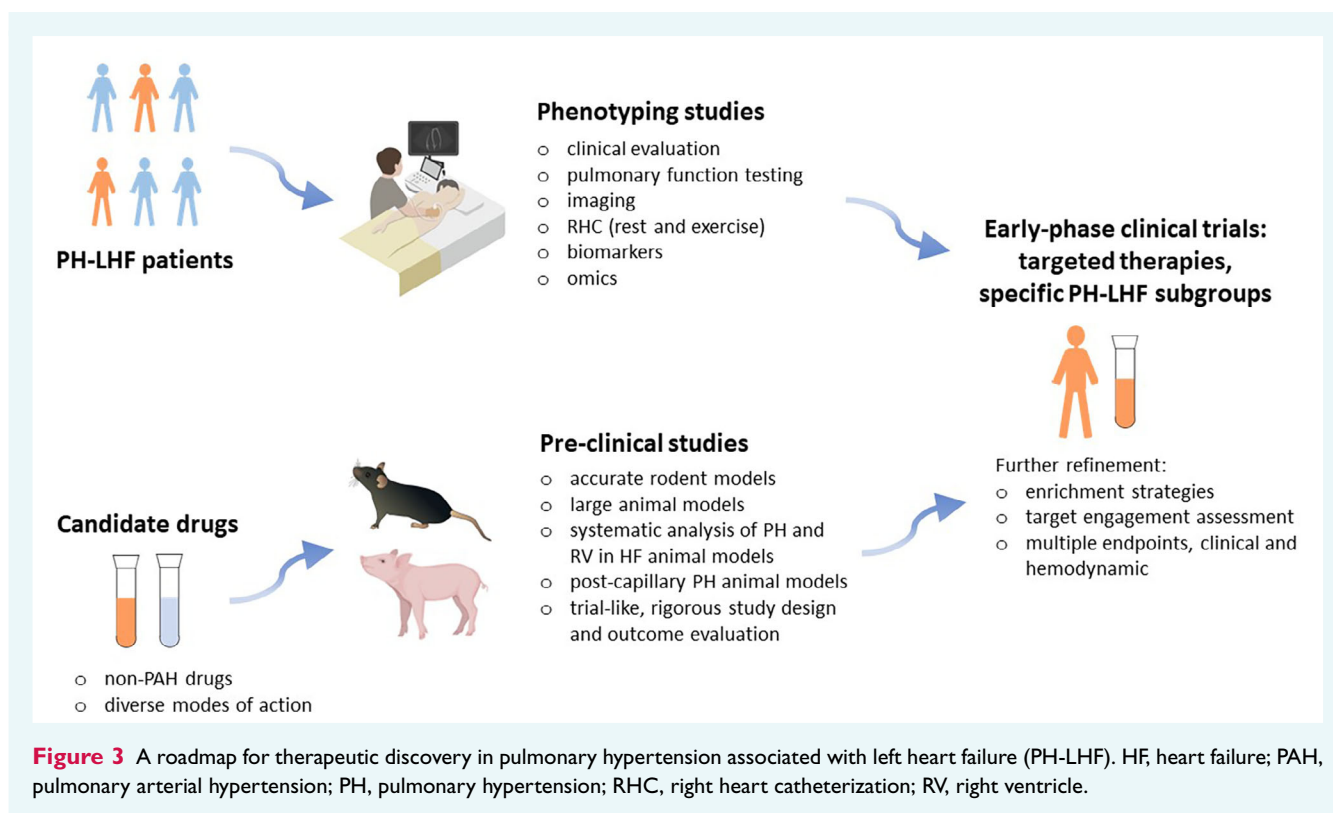 PH-LHF patients
Phenotyping studies
o clinical evaluation
o pulmonary function testing
o imaging
o RHC (rest and exercise)
o biomarkers
o omics
Candidate drugs
o non-PAH drugs
o diverse modes of action
Pre-clinical studies
o accurate rodent models
o large animal models
o systematic analysis of PH and
RV in HF animal models
o post-capillary PH animal models
o trial-like, rigorous study design
and outcome evaluation
Early-phase clinical trials:
targeted therapies,
specific PH-LHF subgroups
Further refinement:
o enrichment strategies
o target engagement assessment
o multiple endpoints, clinical and
hemodynamic
Figure 3 A roadmap for therapeutic discovery in pulmonary hypertension associated with left heart failure (PH-LHF). HF, heart failure; PAH,
pulmonary arterial hypertension; PH, pulmonary hypertension; RHC, right heart catheterization; RV, right ventricle.